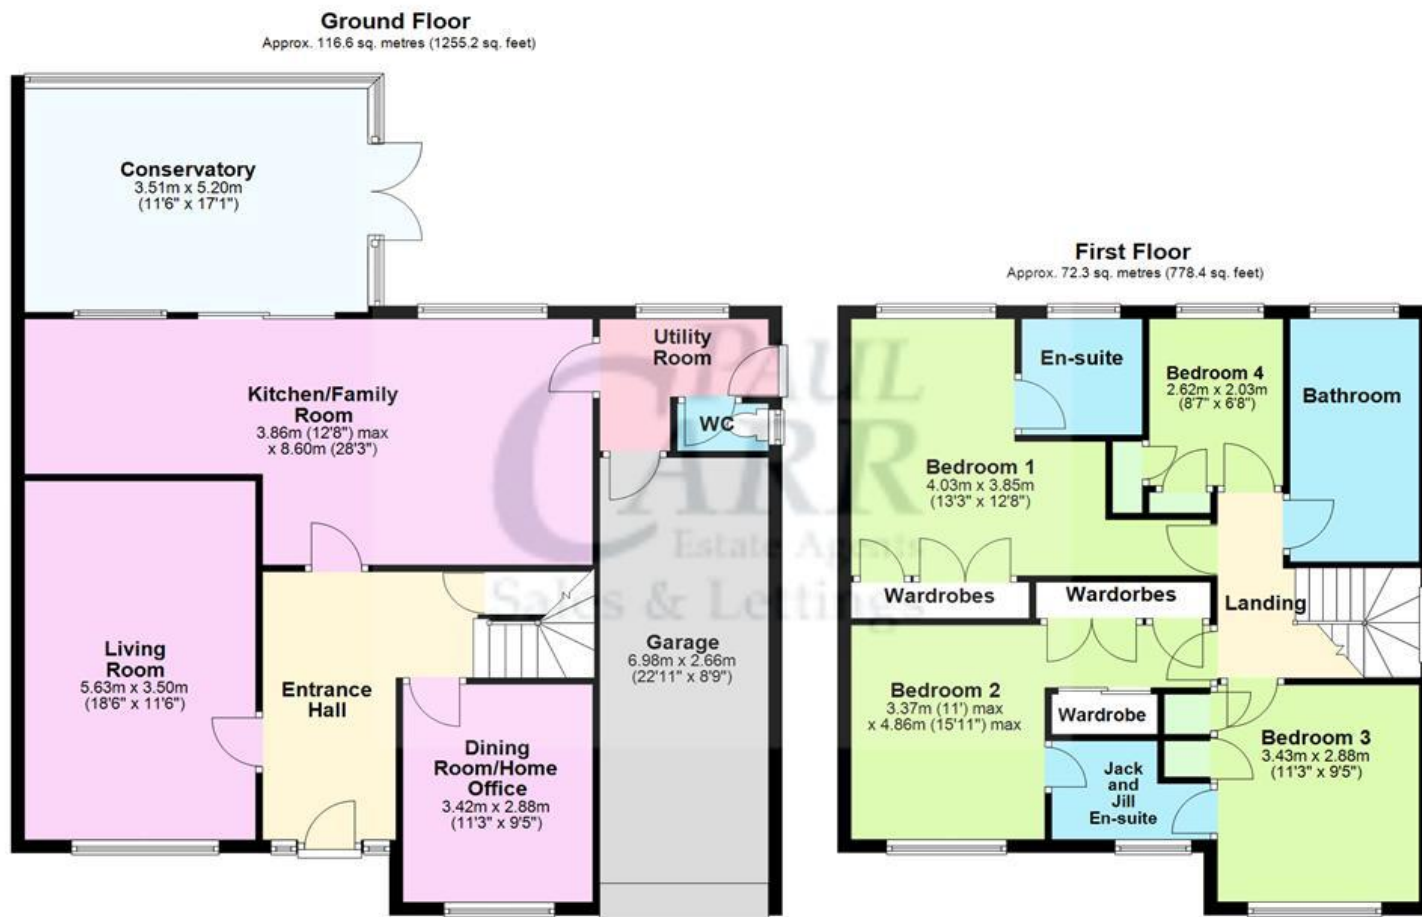 Ground Floor
Approx. 116.6 sq. metres (1255.2 sq. feet)
Conservatory
3.51m x 5.20m
(11'6" x 17'1")
Kitchen/Family
Room
3.86m (12'8") max
x 8.60m (28'3")
Utility
Room
WC
Living
Room
5.63m x 3.50m
(18'6" x 11'6")
Entrance
Hall
Dining
Room/Home
Office
3.42m x 2.88m
(11'3" x 9'5")
Garage
6.98m x 2.66m
(22'11" x 8'9")
First Floor
Approx. 72.3 sq. metres (778.4 sq. feet)
En-suite
Bedroom 4
2.62m x 2.03m
(8'7" x 6'8")
Bathroom
Bedroom 1
4.03m x 3.85m
(13'3" x 12'8")
Wardrobes
Wardorbes
Landing
Bedroom 2
3.37m (11') max
x 4.86m (15'11") max
Wardrobe
Jack
and
Jill
En-suite
Bedroom 3
3.43m x 2.88m
(11'3" x 9'5")
PAUL
CARR
Estate Agents
Sales & Lettings